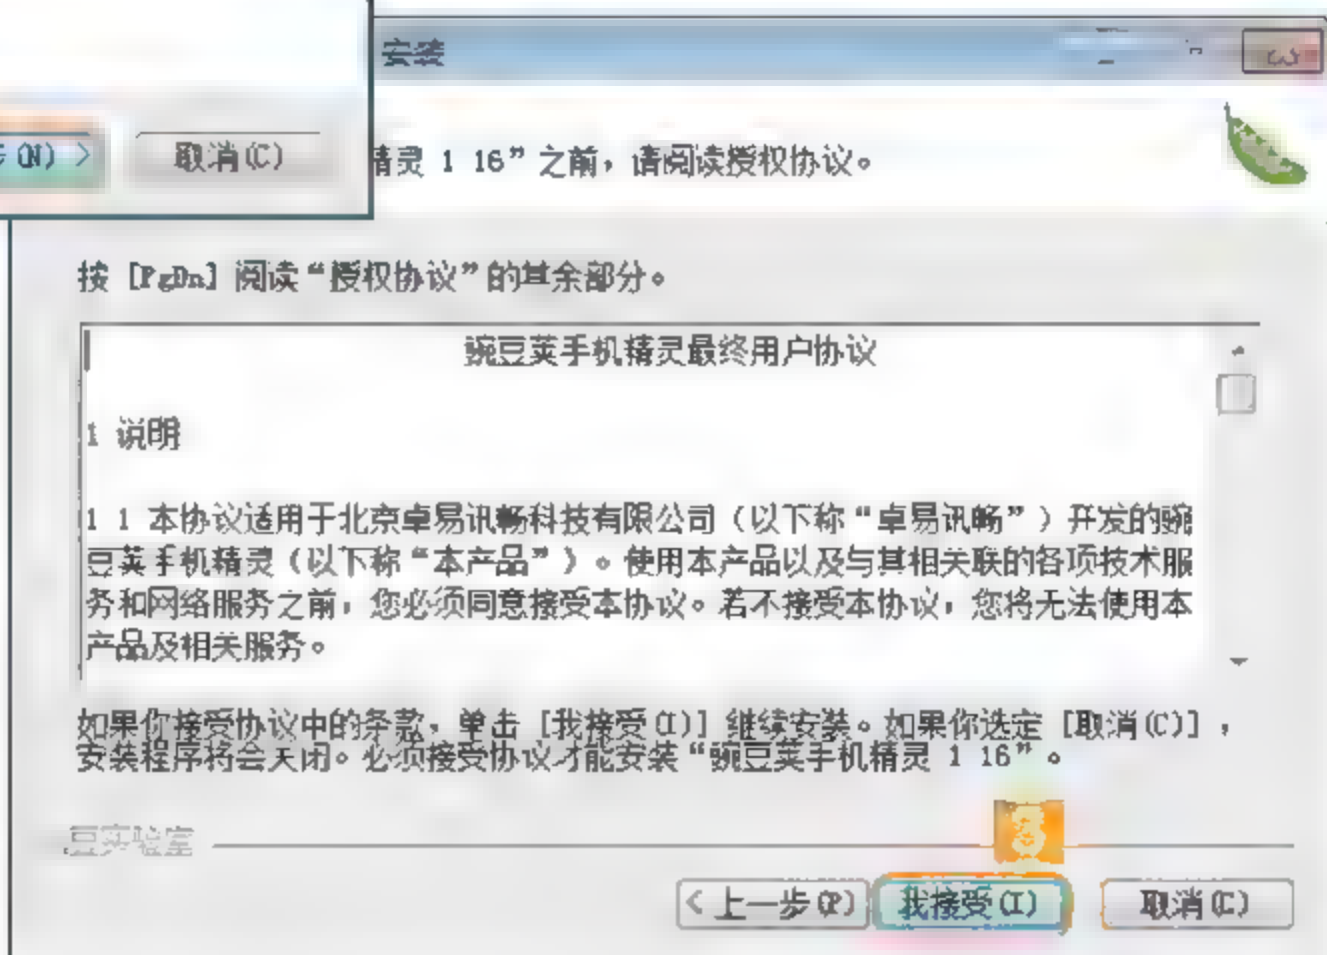 安装
步(N) >
取消(C)
精灵 1 16”之前，请阅读授权协议。
按 [PgDn] 阅读“授权协议”的其余部分。
豌豆荚手机精灵最终用户协议
1 说明
1 1 本协议适用于北京卓易讯畅科技有限公司（以下称“卓易讯畅”）开发的豌
豆荚手机精灵（以下称“本产品”）。使用本产品以及与其相关联的各项技术服
务和网络服务之前，您必须同意接受本协议。若不接受本协议，您将无法使用本
产品及相关服务。
如果你接受协议中的条款，单击 [我接受(I)] 继续安装。如果你选定 [取消(C)] ，
安装程序将会关闭。必须接受协议才能安装“豌豆荚手机精灵 1 16”。
豆实验室
3
< 上一步(P)
我接受(I)
取消(C)